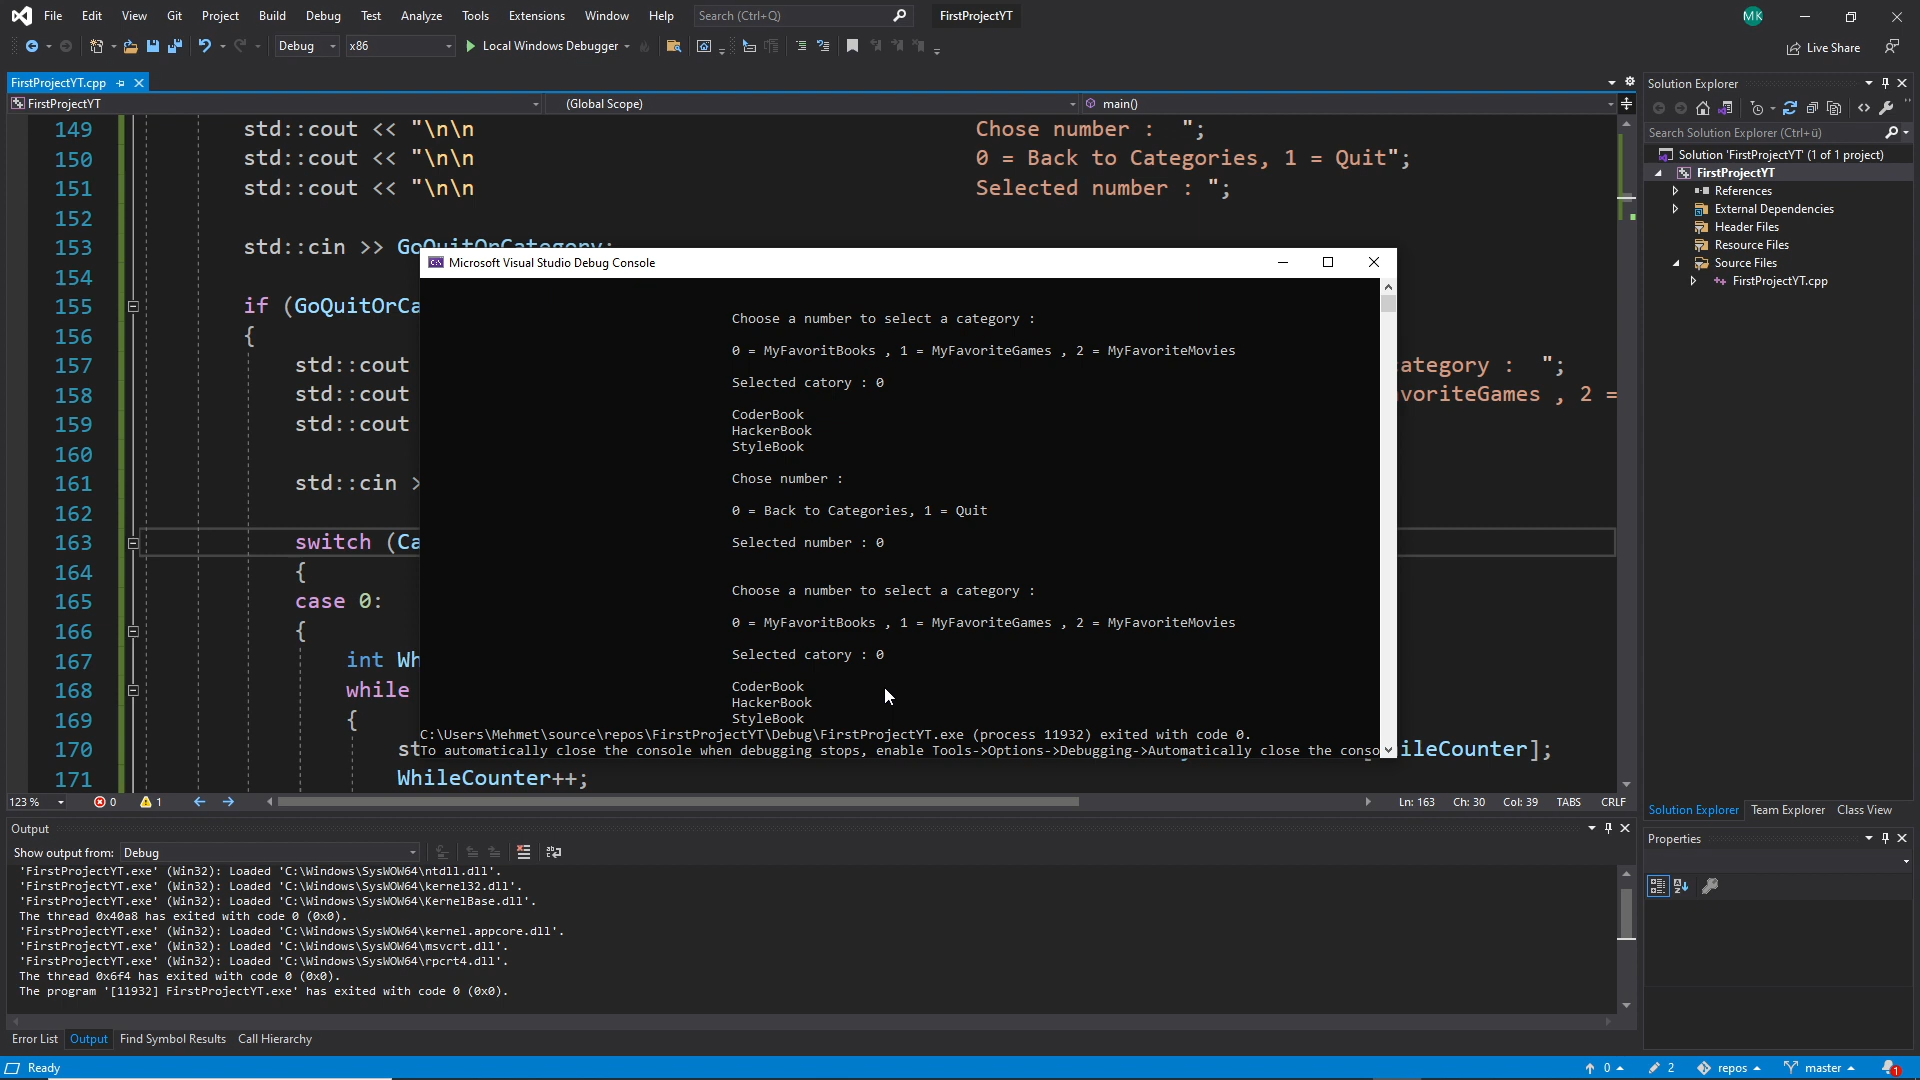 File Edit View Git Project Build Debug Test Analyze Tools Extensions Window Help Search (Ctrl+Q) FirstProjectYT MK
Debug x86 Local Windows Debugger Live Share
FirstProjectYT.cpp
FirstProjectYT (Global Scope) main()
149 std::cout << "\n\n Chose number : ";
150 std::cout << "\n\n 0 = Back to Categories, 1 = Quit";
151 std::cout << "\n\n Selected number : ";
152
153 std::cin >> GoQuitOrCategory;
154
155 if (GoQuitOrCa
156 {
157 std::cout ategory : ";
158 std::cout voriteGames , 2 =
159 std::cout
160
161 std::cin >
162
163 switch (Ca
164 {
165 case 0:
166 {
167 int Wh
168 while
169 {
170 st ileCounter];
171 WhileCounter++;
Microsoft Visual Studio Debug Console
Choose a number to select a category :
0 = MyFavoritBooks , 1 = MyFavoriteGames , 2 = MyFavoriteMovies
Selected catory : 0
CoderBook
HackerBook
StyleBook
Chose number :
0 = Back to Categories, 1 = Quit
Selected number : 0
Choose a number to select a category :
0 = MyFavoritBooks , 1 = MyFavoriteGames , 2 = MyFavoriteMovies
Selected catory : 0
CoderBook
HackerBook
StyleBook
C:\Users\Mehmet\source\repos\FirstProjectYT\Debug\FirstProjectYT.exe (process 11932) exited with code 0.
To automatically close the console when debugging stops, enable Tools->Options->Debugging->Automatically close the conso
123 % 0 1 Ln: 163 Ch: 30 Col: 39 TABS CRLF
Output
Show output from: Debug
'FirstProjectYT.exe' (Win32): Loaded 'C:\Windows\SysWOW64\ntdll.dll'.
'FirstProjectYT.exe' (Win32): Loaded 'C:\Windows\SysWOW64\kernel32.dll'.
'FirstProjectYT.exe' (Win32): Loaded 'C:\Windows\SysWOW64\KernelBase.dll'.
The thread 0x40a8 has exited with code 0 (0x0).
'FirstProjectYT.exe' (Win32): Loaded 'C:\Windows\SysWOW64\kernel.appcore.dll'.
'FirstProjectYT.exe' (Win32): Loaded 'C:\Windows\SysWOW64\msvcrt.dll'.
'FirstProjectYT.exe' (Win32): Loaded 'C:\Windows\SysWOW64\rpcrt4.dll'.
The thread 0x6f4 has exited with code 0 (0x0).
The program '[11932] FirstProjectYT.exe' has exited with code 0 (0x0).
Error List Output Find Symbol Results Call Hierarchy
Solution Explorer
Search Solution Explorer (Ctrl+ü)
Solution 'FirstProjectYT' (1 of 1 project)
FirstProjectYT
References
External Dependencies
Header Files
Resource Files
Source Files
FirstProjectYT.cpp
Solution Explorer Team Explorer Class View
Properties
Ready 0 2 repos master 1